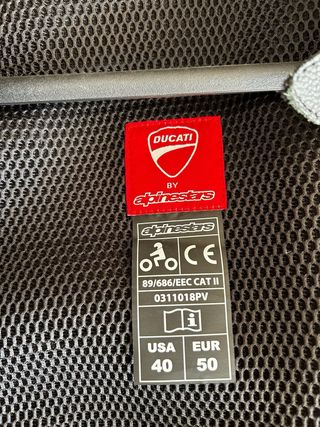 DUCATI
BY
alpinestars
alpinestars
CE
89/686/EEC CAT II
0311018PV
i
USA EUR
40 50